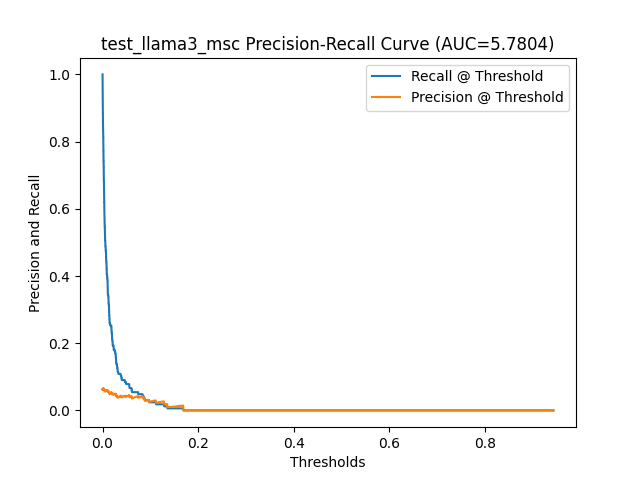 test_llama3_msc Precision-Recall Curve (AUC=5.7804)
Recall @ Threshold
Precision @ Threshold
Precision and Recall
1.0
0.8
0.6
0.4
0.2
0.0
0.0 0.2 0.4 0.6 0.8
Thresholds